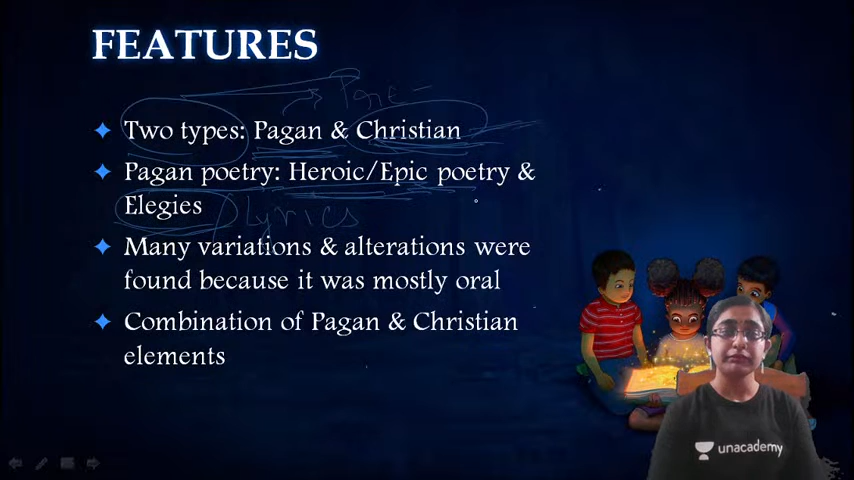 FEATURES
Two types: Pagan & Christian
Pagan poetry: Heroic/Epic poetry &
Elegies
Lyrics
Many variations & alterations were
found because it was mostly oral
Combination of Pagan & Christian
elements
unacademy